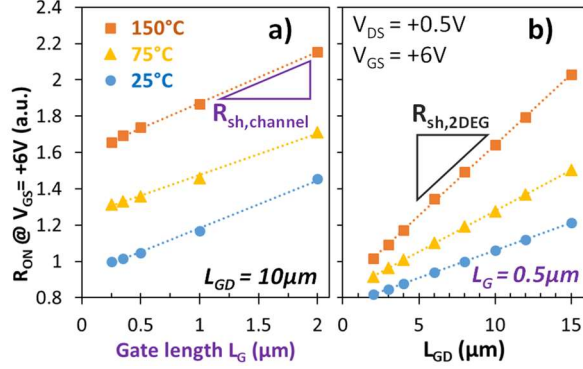 2.4
2.2
2
1.8
1.6
1.4
1.2
1
0.8
R_ON @ V_GS= +6V (a.u.)
150°C
75°C
25°C
a)
R_sh,channel
L_GD = 10µm
0
0.5
1
1.5
2
Gate length L_G (µm)
V_DS = +0.5V
V_GS = +6V
b)
R_sh,2DEG
L_G = 0.5µm
0
5
10
15
L_GD (µm)